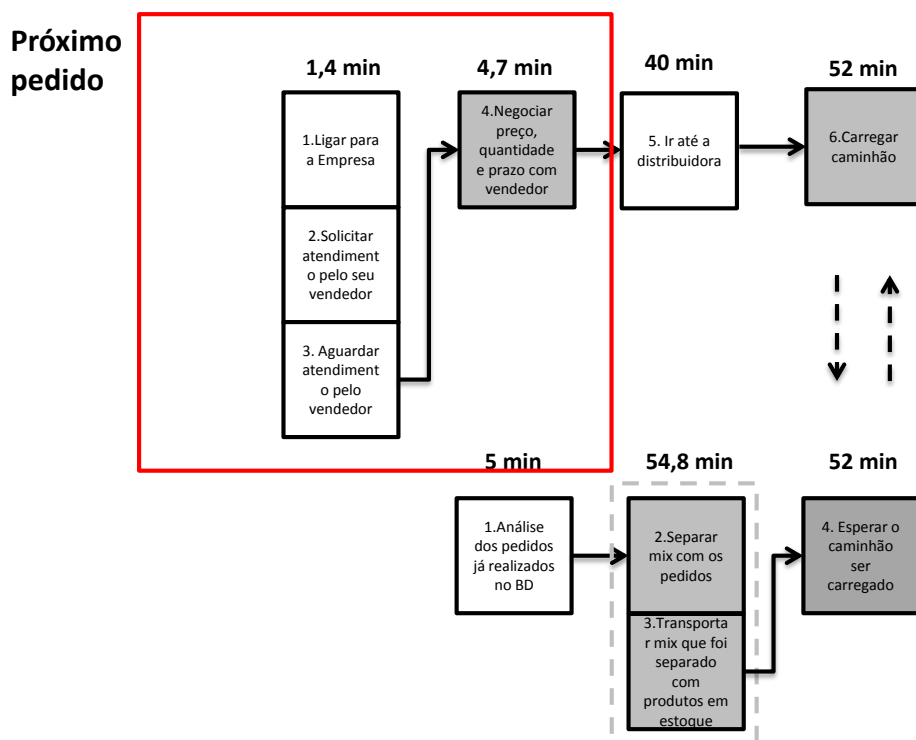 Próximo
pedido
1,4 min
4,7 min
40 min
52 min
1.Ligar para
a Empresa
2.Solicitar
atendiment
o pelo seu
vendedor
3. Aguardar
atendiment
o pelo
vendedor
4.Negociar
preço,
quantidade
e prazo com
vendedor
5. Ir até a
distribuidora
6.Carregar
caminhão
5 min
54,8 min
52 min
1.Análise
dos pedidos
já realizados
no BD
2.Separar
mix com os
pedidos
3.Transporta
r mix que foi
separado
com
produtos em
estoque
4. Esperar o
caminhão
ser
carregado